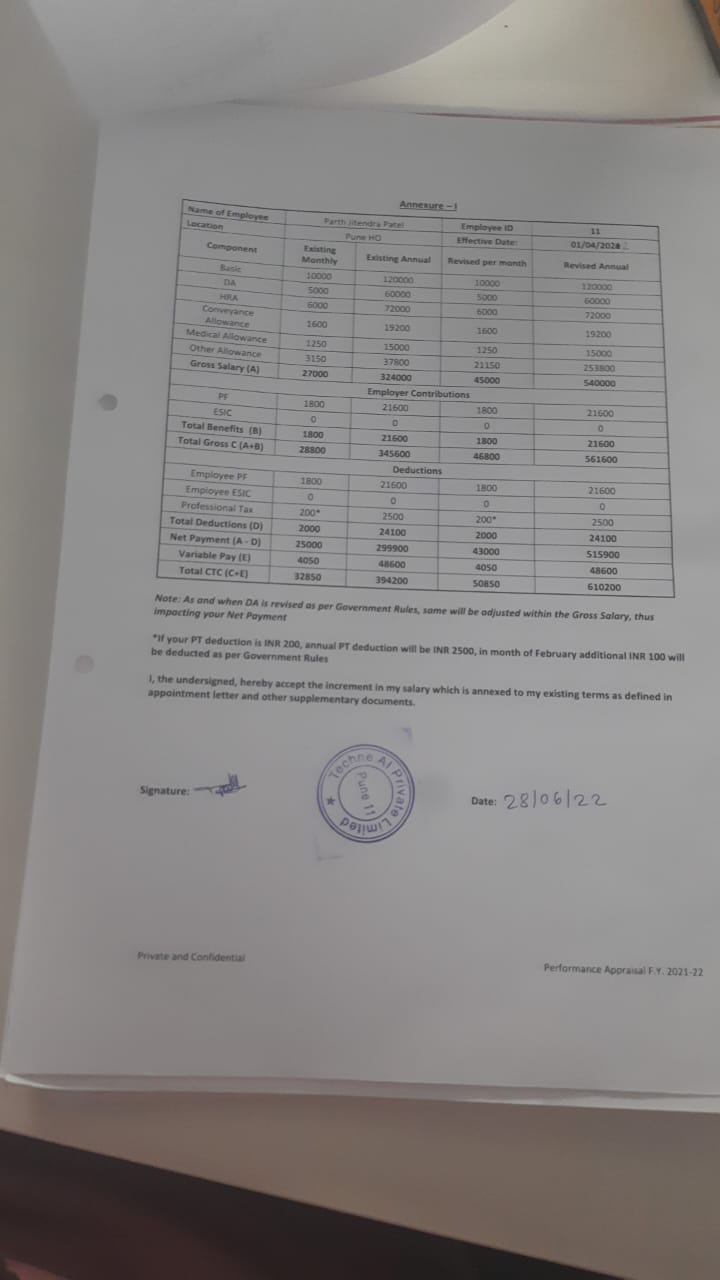 Annexure – I
Name of Employee Parth Jitendra Patel Employee ID 11
Location Pune HO Effective Date: 01/04/202
Component Existing Monthly Existing Annual Revised per month Revised Annual
Basic 10000 120000 10000 120000
DA 5000 60000 5000 60000
HRA 6000 72000 6000 72000
Conveyance Allowance 1600 19200 1600 19200
Medical Allowance 1250 15000 1250 15000
Other Allowance 3150 37800 21150 253800
Gross Salary (A) 27000 324000 45000 540000
Employer Contributions
PF 1800 21600 1800 21600
ESIC 0 0 0 0
Total Benefits (B) 1800 21600 1800 21600
Total Gross C (A+B) 28800 345600 46800 561600
Deductions
Employee PF 1800 21600 1800 21600
Employee ESIC 0 0 0 0
Professional Tax 200* 2500 200* 2500
Total Deductions (D) 2000 24100 2000 24100
Net Payment (A - D) 25000 299900 43000 515900
Variable Pay (E) 4050 48600 4050 48600
Total CTC (C+E) 32850 394200 50850 610200
Note: As and when DA is revised as per Government Rules, same will be adjusted within the Gross Salary, thus
impacting your Net Payment
*If your PT deduction is INR 200, annual PT deduction will be INR 2500, in month of February additional INR 100 will
be deducted as per Government Rules
I, the undersigned, hereby accept the increment in my salary which is annexed to my existing terms as defined in
appointment letter and other supplementary documents.
Signature:
Techne AI Private Limited
Pune 11
Date: 28/06/22
Private and Confidential
Performance Appraisal F.Y. 2021-22